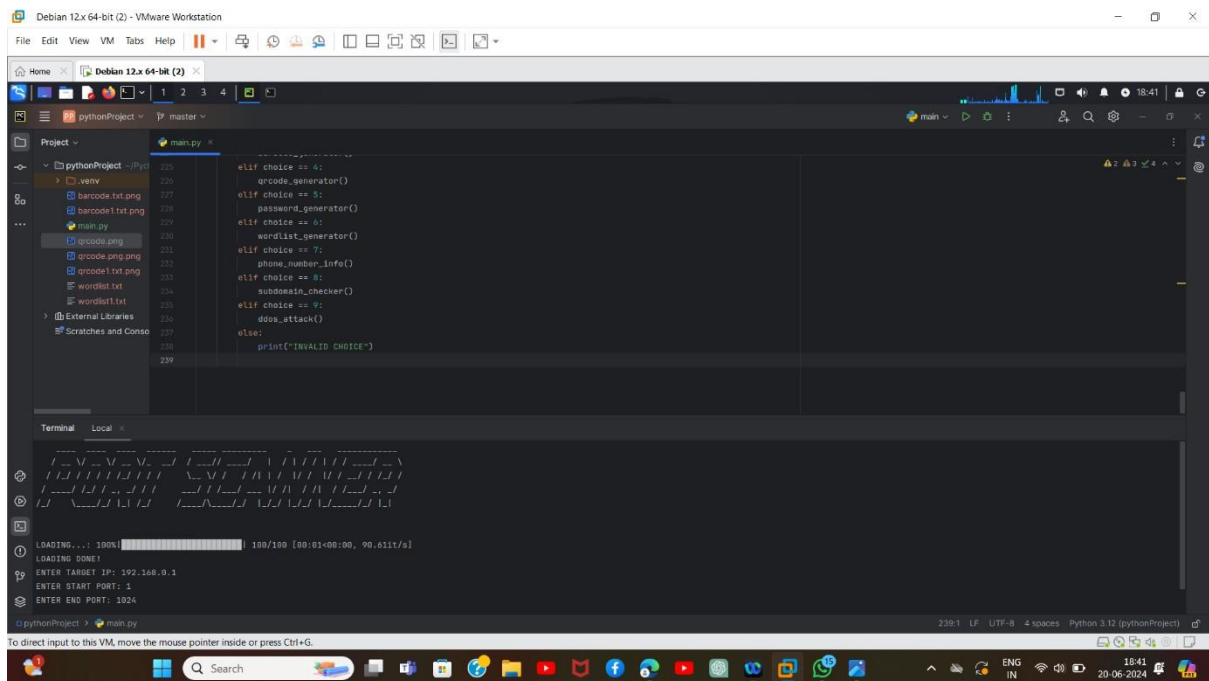 Debian 12.x 64-bit (2) - VMware Workstation
File Edit View VM Tabs Help
Home Debian 12.x 64-bit (2)
1 2 3 4 18:41
PP pythonProject master main
Project main.py
pythonProject ~/Pyc
.venv
barcode.txt.png
barcode1.txt.png
main.py
qrcode.png
qrcode.png.png
qrcode1.txt.png
wordlist.txt
wordlist1.txt
External Libraries
Scratches and Conso
2 3 4
225 elif choice == 4:
226 qrcode_generator()
227 elif choice == 5:
228 password_generator()
229 elif choice == 6:
230 wordlist_generator()
231 elif choice == 7:
232 phone_number_info()
233 elif choice == 8:
234 subdomain_checker()
235 elif choice == 9:
236 ddos_attack()
237 else:
238 print("INVALID CHOICE")
239
Terminal Local
PORT SCANNER
LOADING...: 100%| | 100/100 [00:01<00:00, 90.61it/s]
LOADING DONE!
ENTER TARGET IP: 192.168.0.1
ENTER START PORT: 1
ENTER END PORT: 1024
pythonProject > main.py 239:1 LF UTF-8 4 spaces Python 3.12 (pythonProject)
To direct input to this VM, move the mouse pointer inside or press Ctrl+G.
Search ENG IN 18:41 20-06-2024